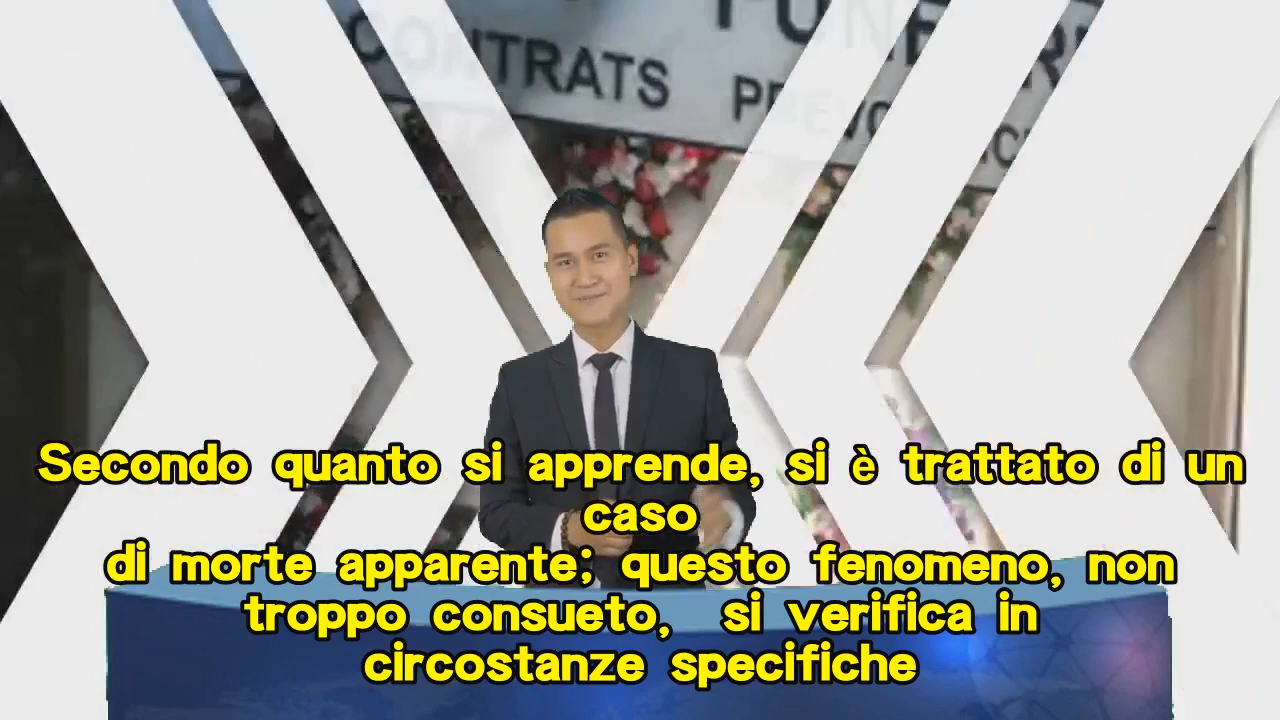 CONTRATS
Secondo quanto si apprende, si è trattato di un
caso
di morte apparente; questo fenomeno, non
troppo consueto, si verifica in
circostanze specifiche